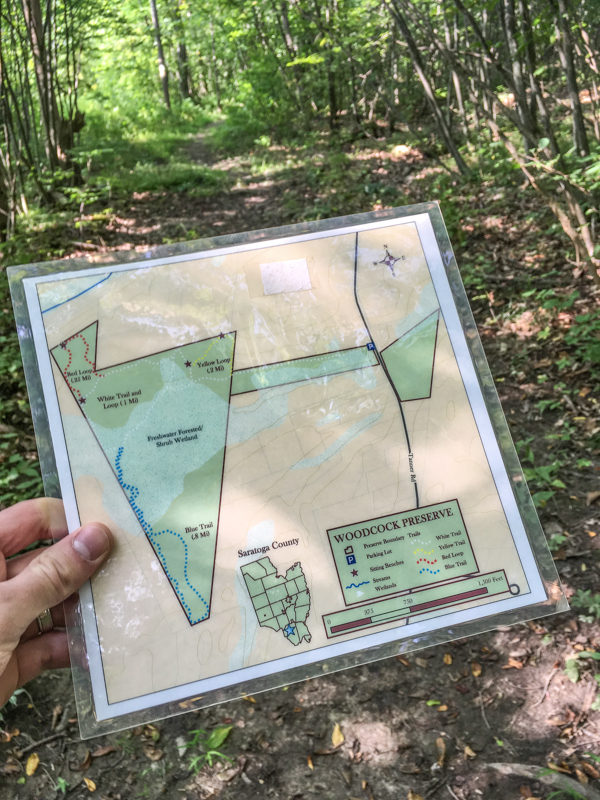 N
P
Red Loop
(.22 Mi)
Yellow Loop
(.2 Mi)
White Trail and
Loop (.1 Mi)
Freshwater Forested/
Shrub Wetland
Blue Trail
(.8 Mi)
Tanner Rd
Saratoga County
WOODCOCK PRESERVE
Preserve Boundary
P Parking Lot
Sitting Benches
Streams
Wetlands
Trails
White Trail
Yellow Trail
Red Loop
Blue Trail
0 375 750 1,500 Feet